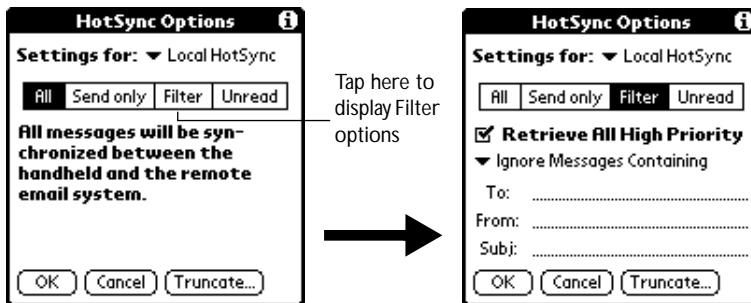 HotSync Options i
Settings for: Local HotSync
All Send only Filter Unread
All messages will be syn-
chronized between the
handheld and the remote
email system.
OK Cancel Truncate...
Tap here to
display Filter
options
HotSync Options i
Settings for: Local HotSync
All Send only Filter Unread
Retrieve All High Priority
Ignore Messages Containing
To:
From:
Subj:
OK Cancel Truncate...